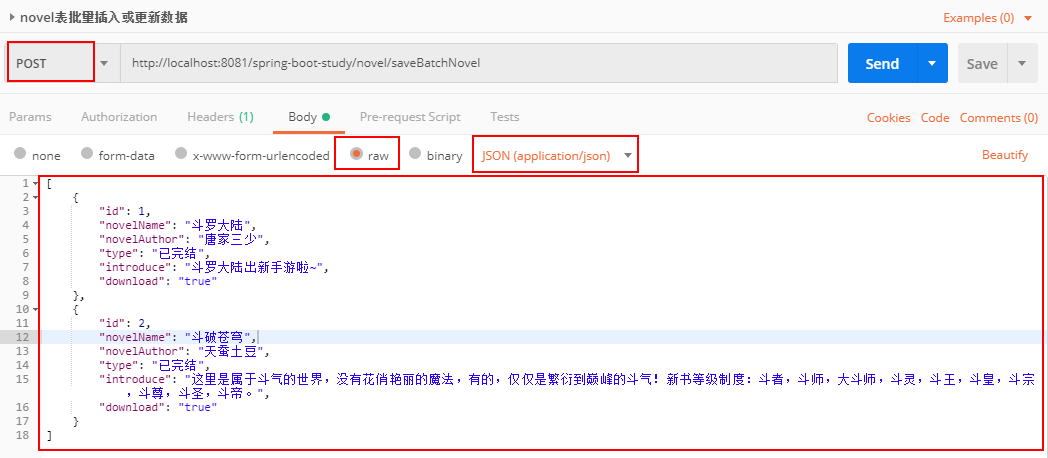 novel表批量插入或更新数据 Examples (0)
POST http://localhost:8081/spring-boot-study/novel/saveBatchNovel Send Save
Params Authorization Headers (1) Body Pre-request Script Tests Cookies Code Comments (0)
none form-data x-www-form-urlencoded raw binary JSON (application/json) Beautify
1 [
2 {
3 "id": 1,
4 "novelName": "斗罗大陆",
5 "novelAuthor": "唐家三少",
6 "type": "已完结",
7 "introduce": "斗罗大陆出新手游啦~",
8 "download": "true"
9 },
10 {
11 "id": 2,
12 "novelName": "斗破苍穹",
13 "novelAuthor": "天蚕土豆",
14 "type": "已完结",
15 "introduce": "这里是属于斗气的世界，没有花俏艳丽的魔法，有的，仅仅是繁衍到巅峰的斗气！新书等级制度：斗者，斗师，大斗师，斗灵，斗王，斗皇，斗宗
，斗尊，斗圣，斗帝。",
16 "download": "true"
17 }
18 ]